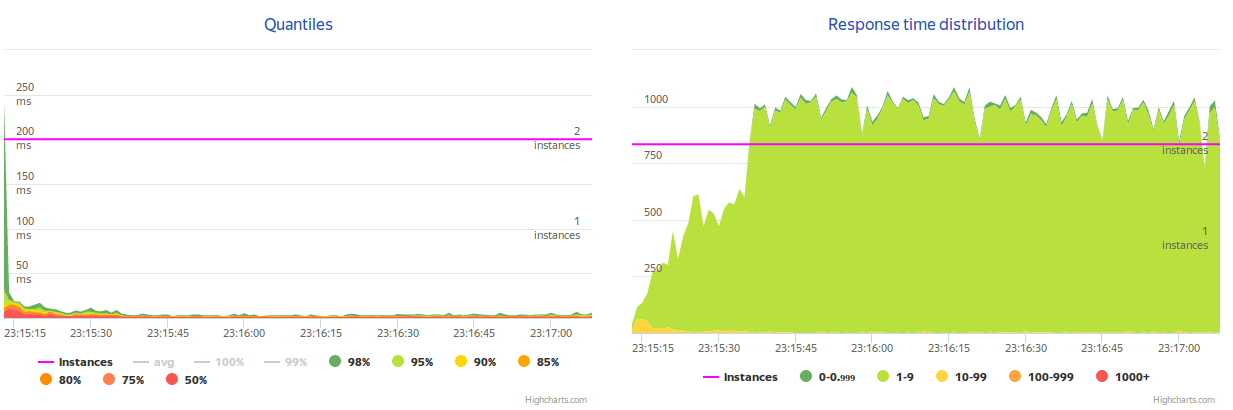 Quantiles
250
ms
200
ms
150
ms
100
ms
50
ms
2
instances
1
instances
23:15:15 23:15:30 23:15:45 23:16:00 23:16:15 23:16:30 23:16:45 23:17:00
Instances avg 100% 99% 98% 95% 90% 85%
80% 75% 50%
Highcharts.com
Response time distribution
1000
750
500
250
2
instances
1
instances
23:15:15 23:15:30 23:15:45 23:16:00 23:16:15 23:16:30 23:16:45 23:17:00
Instances 0-0.999 1-9 10-99 100-999 1000+
Highcharts.com